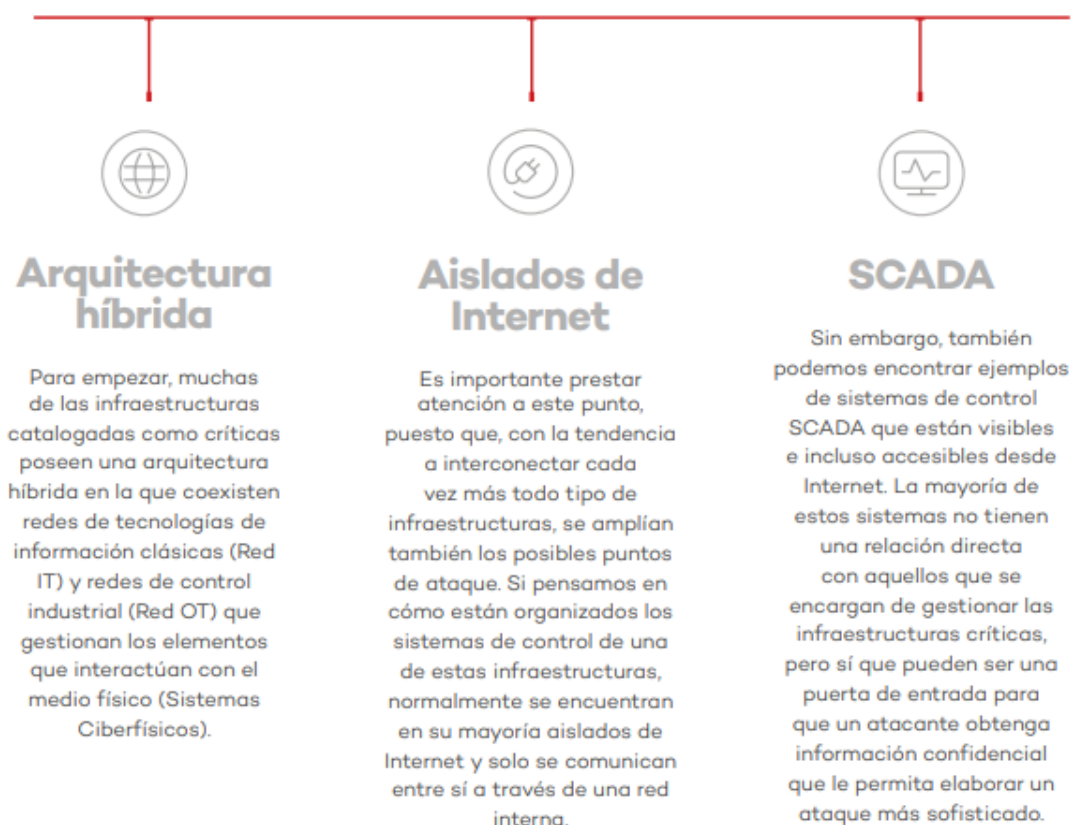 Arquitectura
híbrida
Para empezar, muchas
de las infraestructuras
catalogadas como críticas
poseen una arquitectura
híbrida en la que coexisten
redes de tecnologías de
información clásicas (Red
IT) y redes de control
industrial (Red OT) que
gestionan los elementos
que interactúan con el
medio físico (Sistemas
Ciberfísicos).
Aislados de
Internet
Es importante prestar
atención a este punto,
puesto que, con la tendencia
a interconectar cada
vez más todo tipo de
infraestructuras, se amplían
también los posibles puntos
de ataque. Si pensamos en
cómo están organizados los
sistemas de control de una
de estas infraestructuras,
normalmente se encuentran
en su mayoría aislados de
Internet y solo se comunican
entre sí a través de una red
interna.
SCADA
Sin embargo, también
podemos encontrar ejemplos
de sistemas de control
SCADA que están visibles
e incluso accesibles desde
Internet. La mayoría de
estos sistemas no tienen
una relación directa
con aquellos que se
encargan de gestionar las
infraestructuras críticas,
pero sí que pueden ser una
puerta de entrada para
que un atacante obtenga
información confidencial
que le permita elaborar un
ataque más sofisticado.